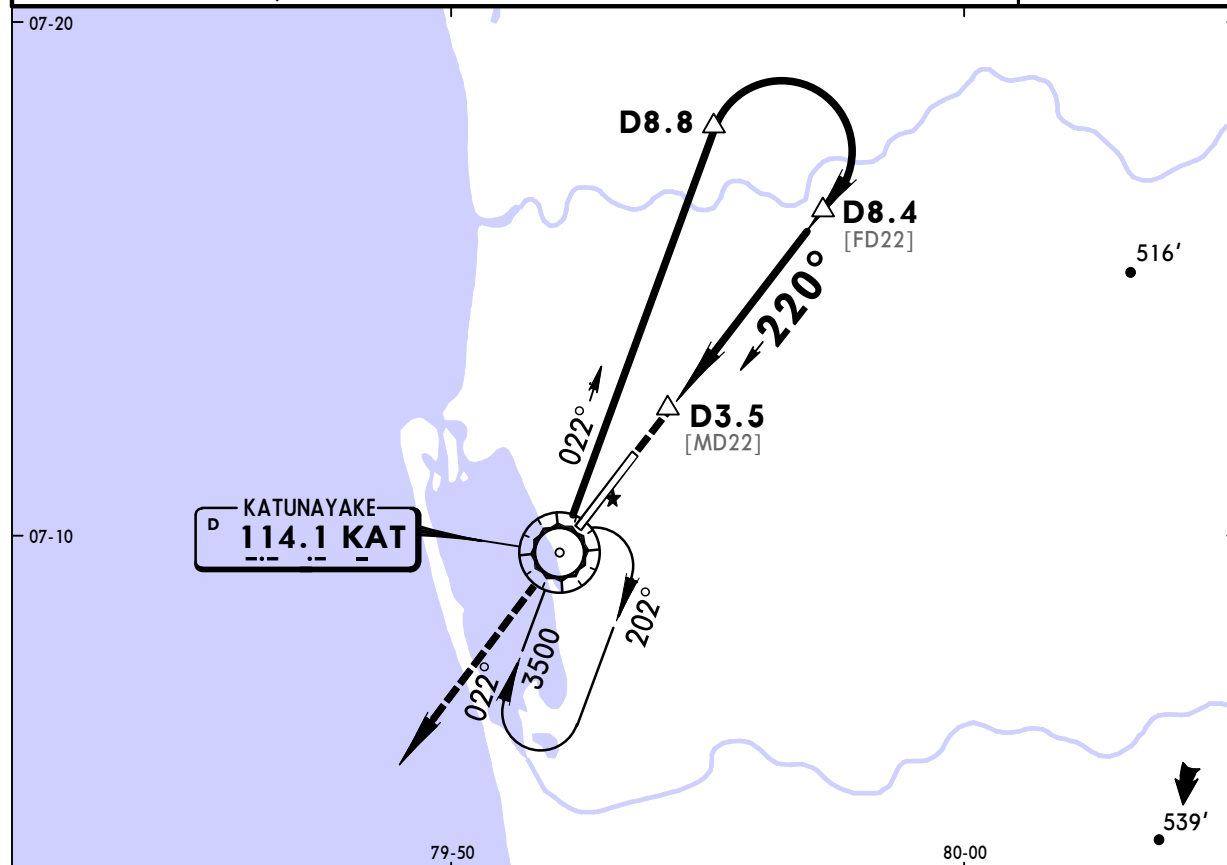 07-20
D8.8
D8.4
[FD22]
516'
220°
D3.5
[MD22]
022°
KATUNAYAKE
D 114.1 KAT
07-10
202°
3500
022°
539'
79-50
80-00